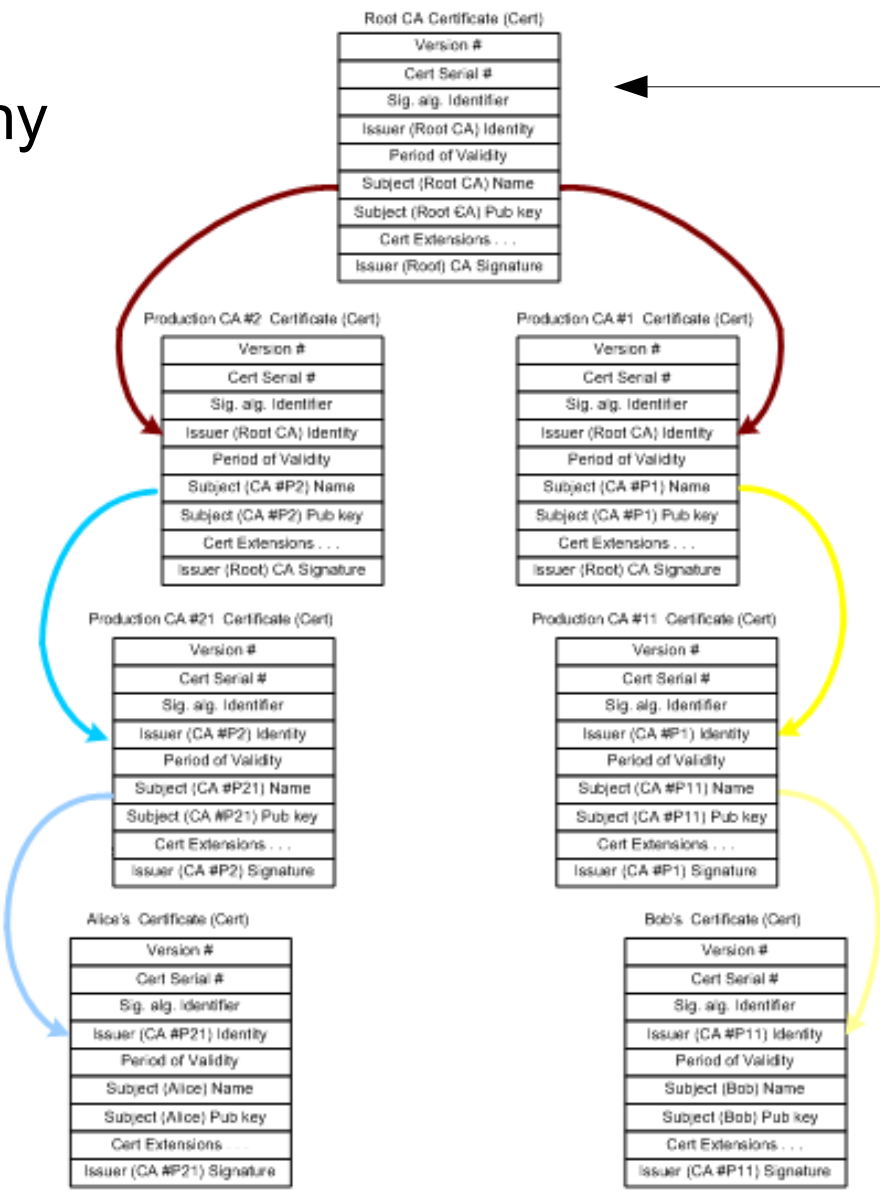 ny
Root CA Certificate (Cert)
Version #
Cert Serial #
Sig. alg. Identifier
Issuer (Root CA) Identity
Period of Validity
Subject (Root CA) Name
Subject (Root CA) Pub key
Cert Extensions . . .
Issuer (Root) CA Signature
Production CA #2 Certificate (Cert)
Version #
Cert Serial #
Sig. alg. Identifier
Issuer (Root CA) Identity
Period of Validity
Subject (CA #P2) Name
Subject (CA #P2) Pub key
Cert Extensions . . .
Issuer (Root) CA Signature
Production CA #1 Certificate (Cert)
Version #
Cert Serial #
Sig. alg. Identifier
Issuer (Root CA) Identity
Period of Validity
Subject (CA #P1) Name
Subject (CA #P1) Pub key
Cert Extensions . . .
Issuer (Root) CA Signature
Production CA #21 Certificate (Cert)
Version #
Cert Serial #
Sig. alg. Identifier
Issuer (CA #P2) Identity
Period of Validity
Subject (CA #P21) Name
Subject (CA #P21) Pub key
Cert Extensions . . .
Issuer (CA #P2) Signature
Production CA #11 Certificate (Cert)
Version #
Cert Serial #
Sig. alg. Identifier
Issuer (CA #P1) Identity
Period of Validity
Subject (CA #P11) Name
Subject (CA #P11) Pub key
Cert Extensions . . .
Issuer (CA #P1) Signature
Alice's Certificate (Cert)
Version #
Cert Serial #
Sig. alg. Identifier
Issuer (CA #P21) Identity
Period of Validity
Subject (Alice) Name
Subject (Alice) Pub key
Cert Extensions . . .
Issuer (CA #P21) Signature
Bob's Certificate (Cert)
Version #
Cert Serial #
Sig. alg. Identifier
Issuer (CA #P11) Identity
Period of Validity
Subject (Bob) Name
Subject (Bob) Pub key
Cert Extensions . . .
Issuer (CA #P11) Signature